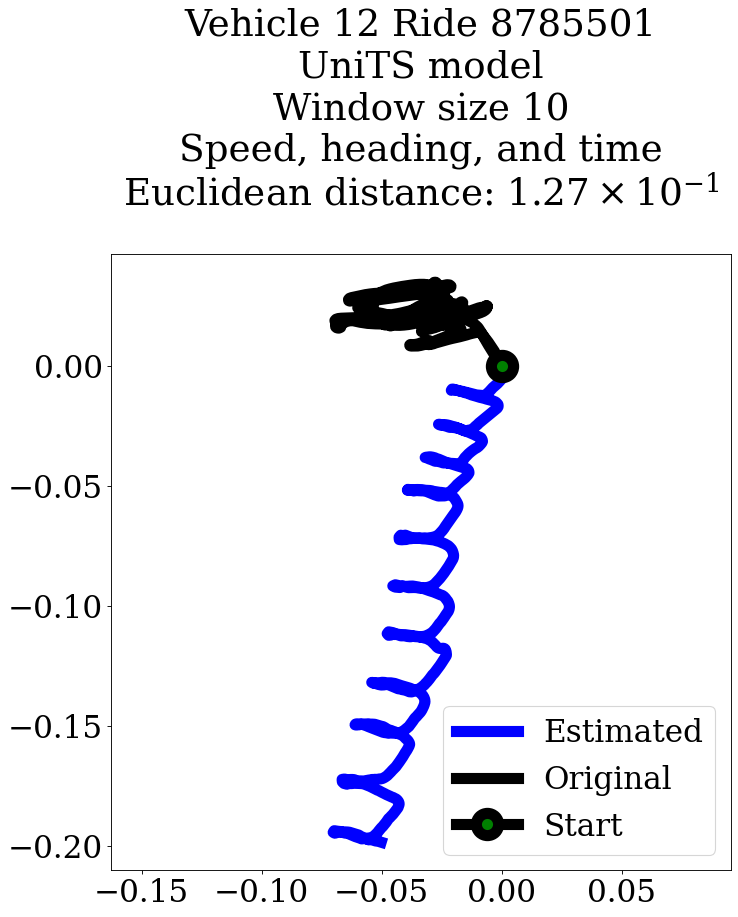 Vehicle 12 Ride 8785501
UniTS model
Window size 10
Speed, heading, and time
Euclidean distance: 1.27 × 10⁻¹
0.00
−0.05
−0.10
−0.15
−0.20
Estimated
Original
Start
−0.15 −0.10 −0.05 0.00 0.05